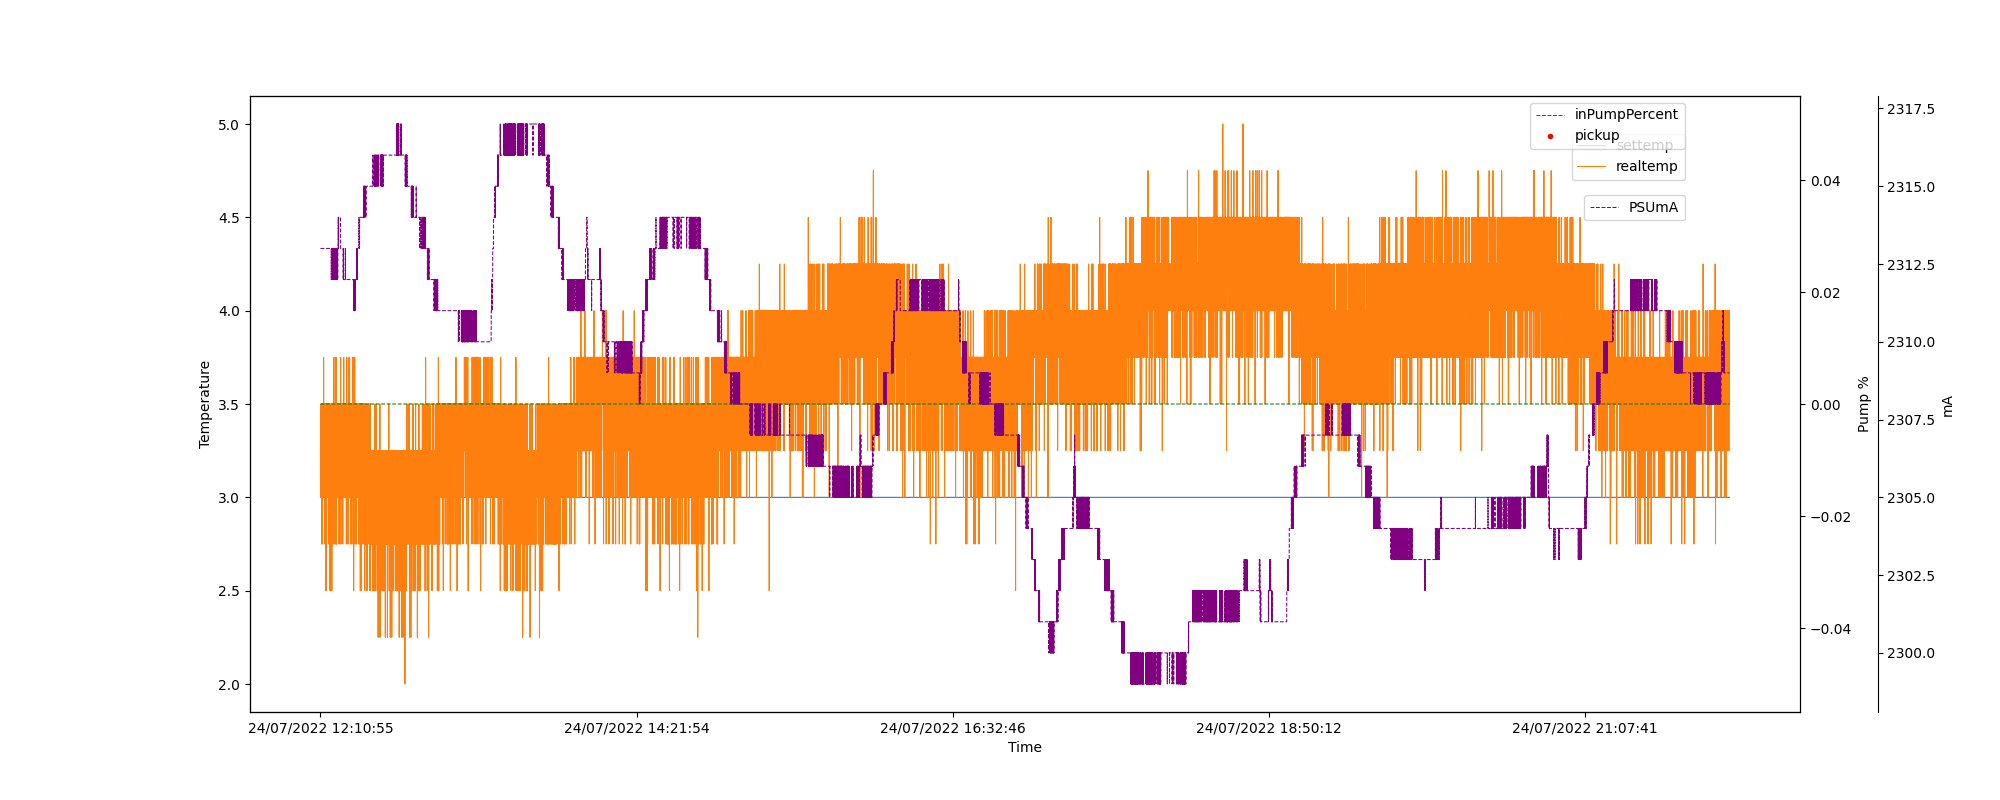 inPumpPercent
pickup
settemp
realtemp
PSUmA
5.0
4.5
4.0
3.5
3.0
2.5
2.0
Temperature
0.04
0.02
0.00
−0.02
−0.04
Pump %
2317.5
2315.0
2312.5
2310.0
2307.5
2305.0
2302.5
2300.0
mA
24/07/2022 12:10:55
24/07/2022 14:21:54
24/07/2022 16:32:46
24/07/2022 18:50:12
24/07/2022 21:07:41
Time